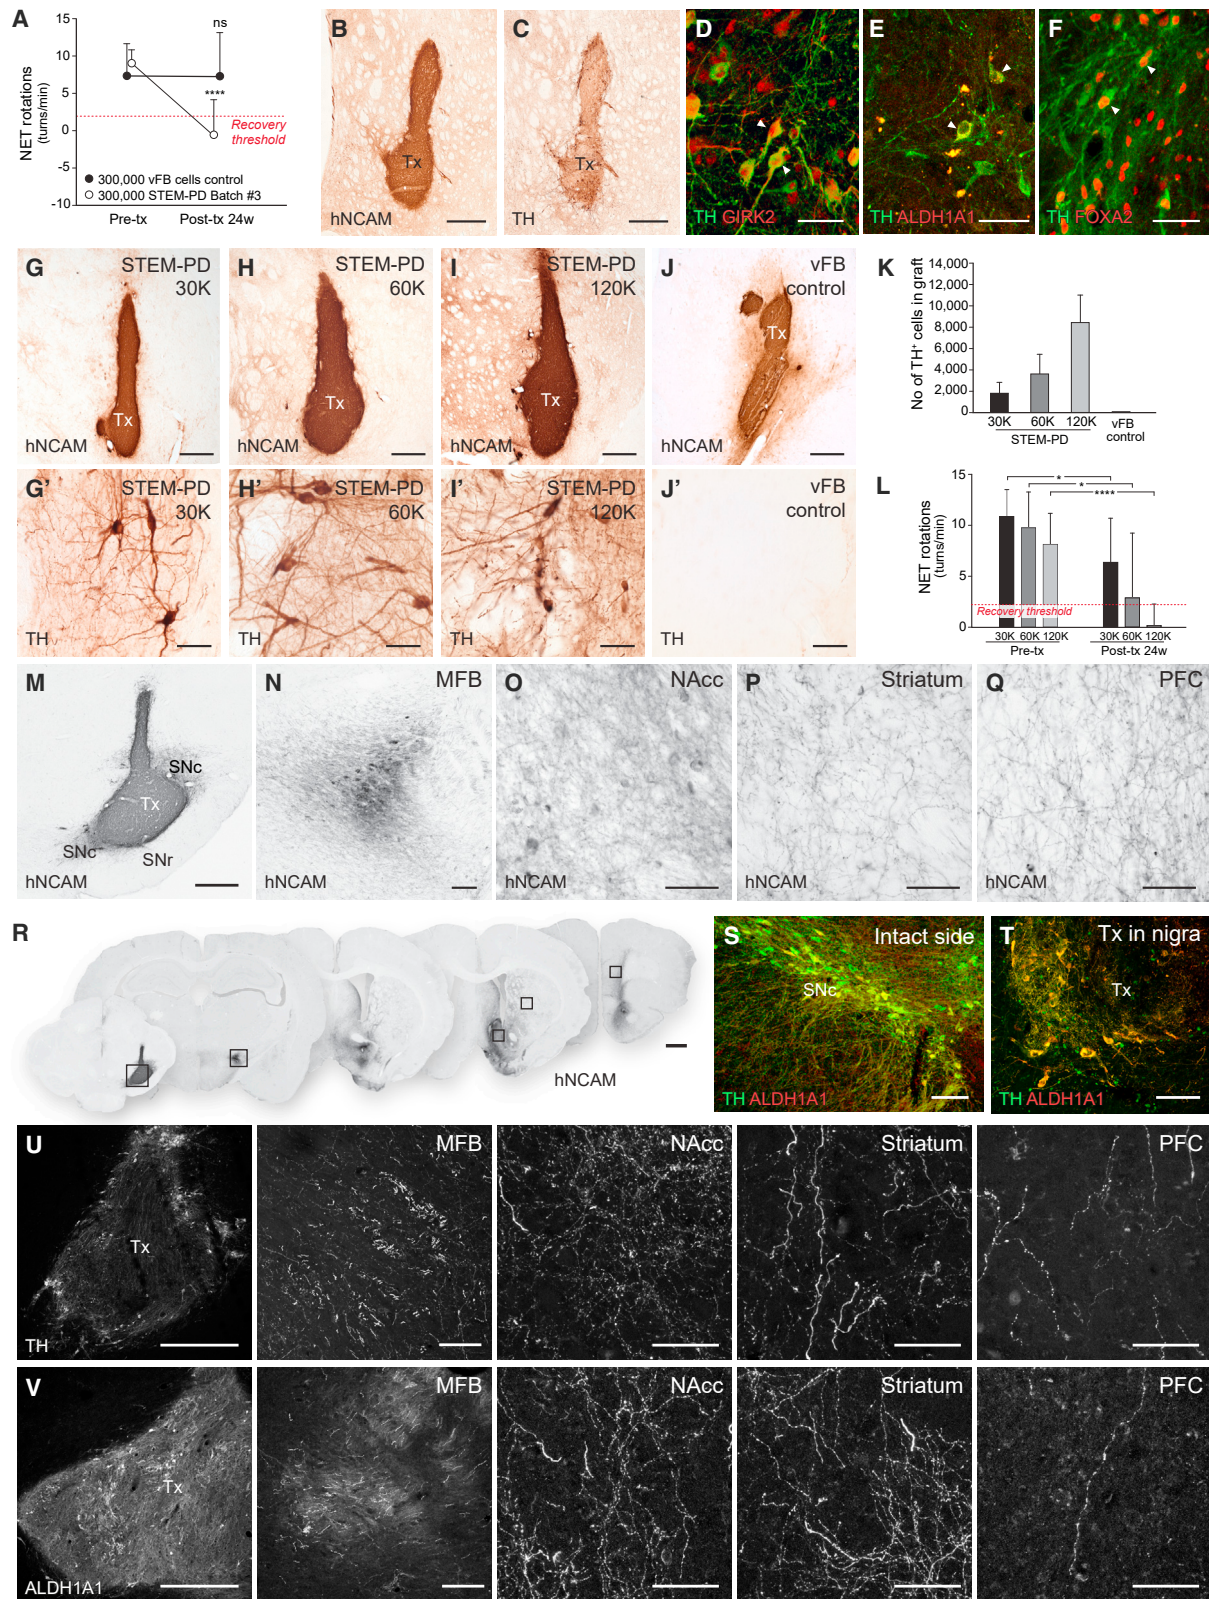 A
ns
15
10
5
0
-5
-10
NET rotations
(turns/min)
****
Recovery
threshold
300,000 vFB cells control
300,000 STEM-PD Batch #3
Pre-tx
Post-tx 24w
B
Tx
hNCAM
C
Tx
TH
D
TH GIRK2
E
TH ALDH1A1
F
TH FOXA2
G
STEM-PD
30K
Tx
hNCAM
H
STEM-PD
60K
Tx
hNCAM
I
STEM-PD
120K
Tx
hNCAM
J
vFB
control
Tx
hNCAM
K
No of TH+ cells in graft
14,000
12,000
10,000
8,000
6,000
4,000
2,000
0
30K 60K 120K
STEM-PD
vFB
control
G'
STEM-PD
30K
TH
H'
STEM-PD
60K
TH
I'
STEM-PD
120K
TH
J'
vFB
control
TH
L
NET rotations
(turns/min)
15
10
5
0
*
*
****
Recovery threshold
30K 60K 120K
Pre-tx
30K 60K 120K
Post-tx 24w
M
SNc
Tx
SNc
SNr
hNCAM
N
MFB
hNCAM
O
NAcc
hNCAM
P
Striatum
hNCAM
Q
PFC
hNCAM
R
hNCAM
S
Intact side
SNc
TH ALDH1A1
T
Tx in nigra
Tx
TH ALDH1A1
U
Tx
TH
MFB
NAcc
Striatum
PFC
V
Tx
ALDH1A1
MFB
NAcc
Striatum
PFC